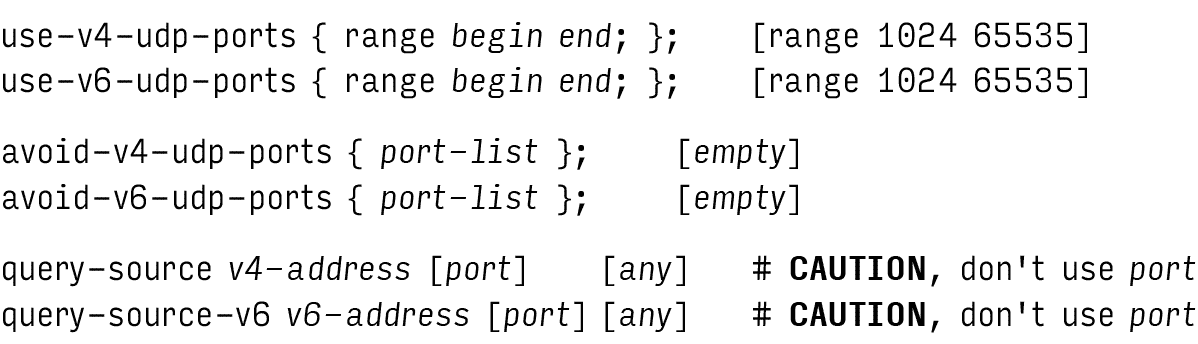 use-v4-udp-ports { range begin end; };    [range 1024 65535]
use-v6-udp-ports { range begin end; };    [range 1024 65535]
avoid-v4-udp-ports { port-list };    [empty]
avoid-v6-udp-ports { port-list };    [empty]
query-source v4-address [port]    [any]    # CAUTION, don't use port
query-source-v6 v6-address [port] [any]    # CAUTION, don't use port